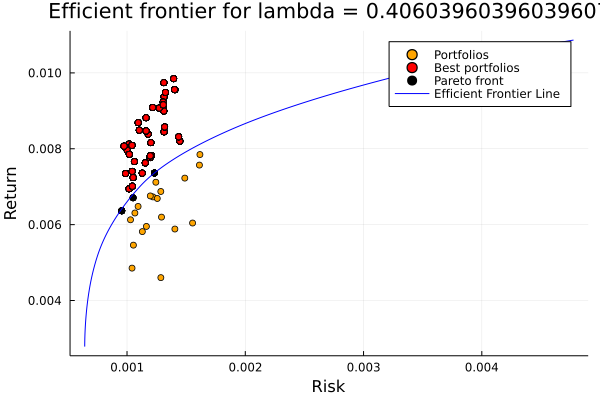 Efficient frontier for lambda = 0.4060396039603960
Portfolios
Best portfolios
Pareto front
Efficient Frontier Line
Return
0.010
0.008
0.006
0.004
0.001
0.002
0.003
0.004
Risk